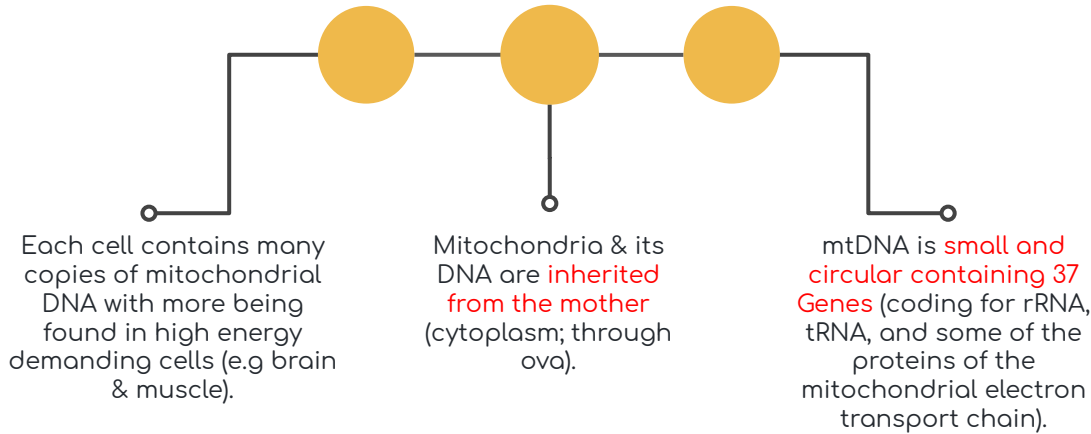 Each cell contains many
copies of mitochondrial
DNA with more being
found in high energy
demanding cells (e.g brain
& muscle).
Mitochondria & its
DNA are inherited
from the mother
(cytoplasm; through
ova).
mtDNA is small and
circular containing 37
Genes (coding for rRNA,
tRNA, and some of the
proteins of the
mitochondrial electron
transport chain).